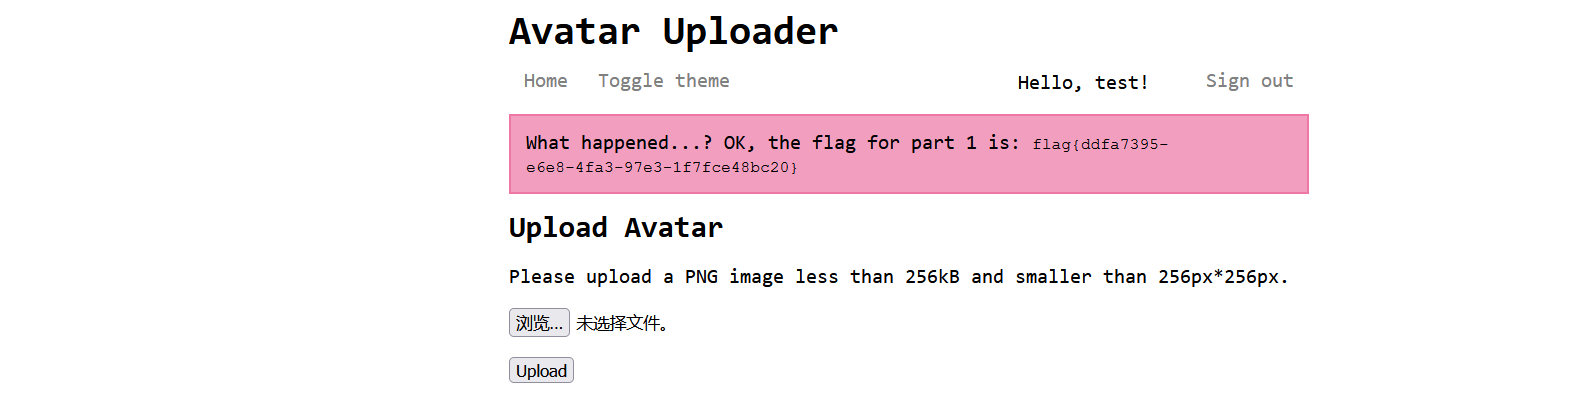 Avatar Uploader
Home Toggle theme Hello, test! Sign out
What happened...? OK, the flag for part 1 is: flag{ddfa7395-
e6e8-4fa3-97e3-1f7fce48bc20}
Upload Avatar
Please upload a PNG image less than 256kB and smaller than 256px*256px.
浏览... 未选择文件。
Upload